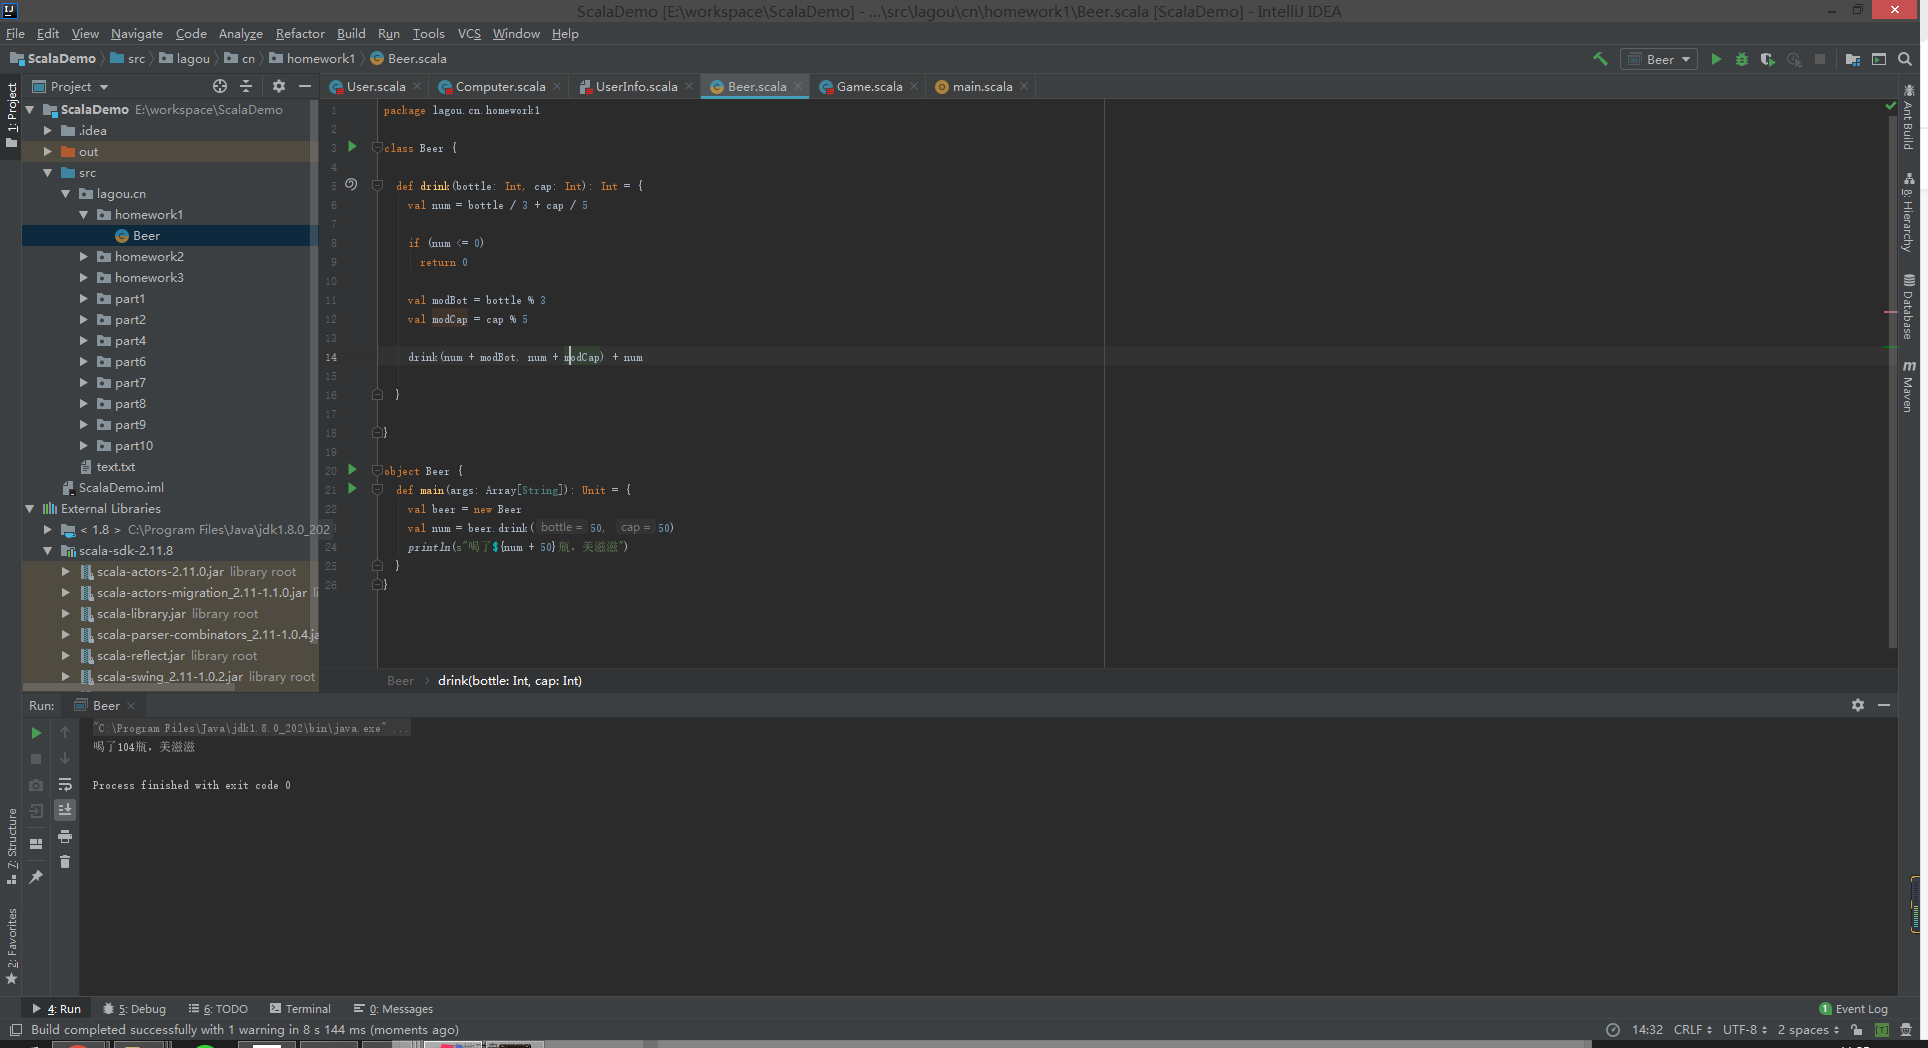 ScalaDemo [E:\workspace\ScalaDemo] - ...\src\lagou\cn\homework1\Beer.scala [ScalaDemo] - IntelliJ IDEA
File Edit View Navigate Code Analyze Refactor Build Run Tools VCS Window Help
ScalaDemo src lagou cn homework1 Beer.scala
Beer
Project
User.scala Computer.scala UserInfo.scala Beer.scala Game.scala main.scala
1: Project
ScalaDemo E:\workspace\ScalaDemo
.idea
out
src
lagou.cn
homework1
Beer
homework2
homework3
part1
part2
part4
part6
part7
part8
part9
part10
text.txt
ScalaDemo.iml
External Libraries
< 1.8 > C:\Program Files\Java\jdk1.8.0_202
scala-sdk-2.11.8
scala-actors-2.11.0.jar library root
scala-actors-migration_2.11-1.1.0.jar li
scala-library.jar library root
scala-parser-combinators_2.11-1.0.4.ja
scala-reflect.jar library root
scala-swing_2.11-1.0.2.jar library root
1 package lagou.cn.homework1
2
3 class Beer {
4
5 def drink(bottle: Int, cap: Int): Int = {
6 val num = bottle / 3 + cap / 5
7
8 if (num <= 0)
9 return 0
10
11 val modBot = bottle % 3
12 val modCap = cap % 5
13
14 drink(num + modBot, num + modCap) + num
15
16 }
17
18 }
19
20 object Beer {
21 def main(args: Array[String]): Unit = {
22 val beer = new Beer
val num = beer.drink( bottle = 50, cap = 50)
24 println(s"喝了${num + 50}瓶，美滋滋")
25 }
26 }
Beer drink(bottle: Int, cap: Int)
Ant Build
8: Hierarchy
Database
Maven
Run: Beer
"C:\Program Files\Java\jdk1.8.0_202\bin\java.exe" ...
喝了104瓶，美滋滋
Process finished with exit code 0
7: Structure
2: Favorites
4: Run 5: Debug 6: TODO Terminal 0: Messages
1 Event Log
Build completed successfully with 1 warning in 8 s 144 ms (moments ago)
14:32 CRLF UTF-8 2 spaces